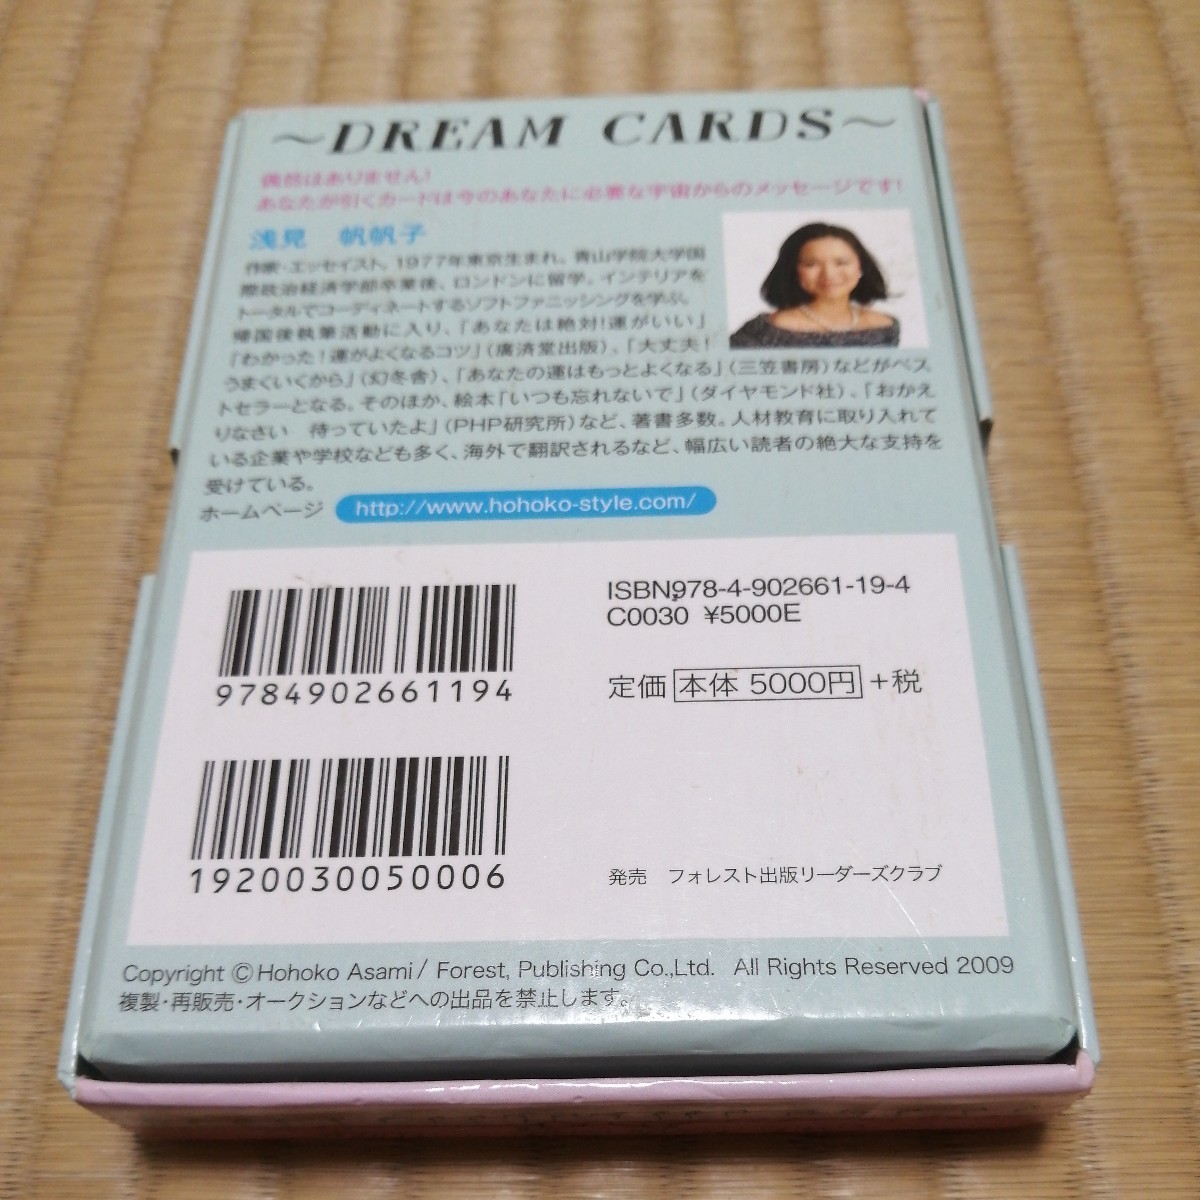 ～DREAM CARDS～
偶然はありません!
あなたが引くカードは今のあなたに必要な宇宙からのメッセージです!
浅見 帆帆子
作家・エッセイスト。1977年東京生まれ。青山学院大学国
際政治経済学部卒業後、ロンドンに留学。インテリアを
トータルでコーディネートするソフトファニッシングを学ぶ。
帰国後執筆活動に入り、「あなたは絶対!運がいい」
「わかった!運がよくなるコツ」(廣済堂出版)、「大丈夫!
うまくいくから」(幻冬舎)、「あなたの運はもっとよくなる」(三笠書房)などがベス
トセラーとなる。そのほか、絵本「いつも忘れないで」(ダイヤモンド社)、「おかえ
りなさい 待っていたよ」(PHP研究所)など、著書多数。人材教育に取り入れて
いる企業や学校なども多く、海外で翻訳されるなど、幅広い読者の絶大な支持を
受けている。
ホームページ http://www.hohoko-style.com/
ISBN978-4-902661-19-4
C0030 ¥5000E
9784902661194
定価 本体 5000円 +税
1920030050006
発売 フォレスト出版リーダーズクラブ
Copyright ©Hohoko Asami/ Forest, Publishing Co.,Ltd. All Rights Reserved 2009
複製・再販売・オークションなどへの出品を禁止します。